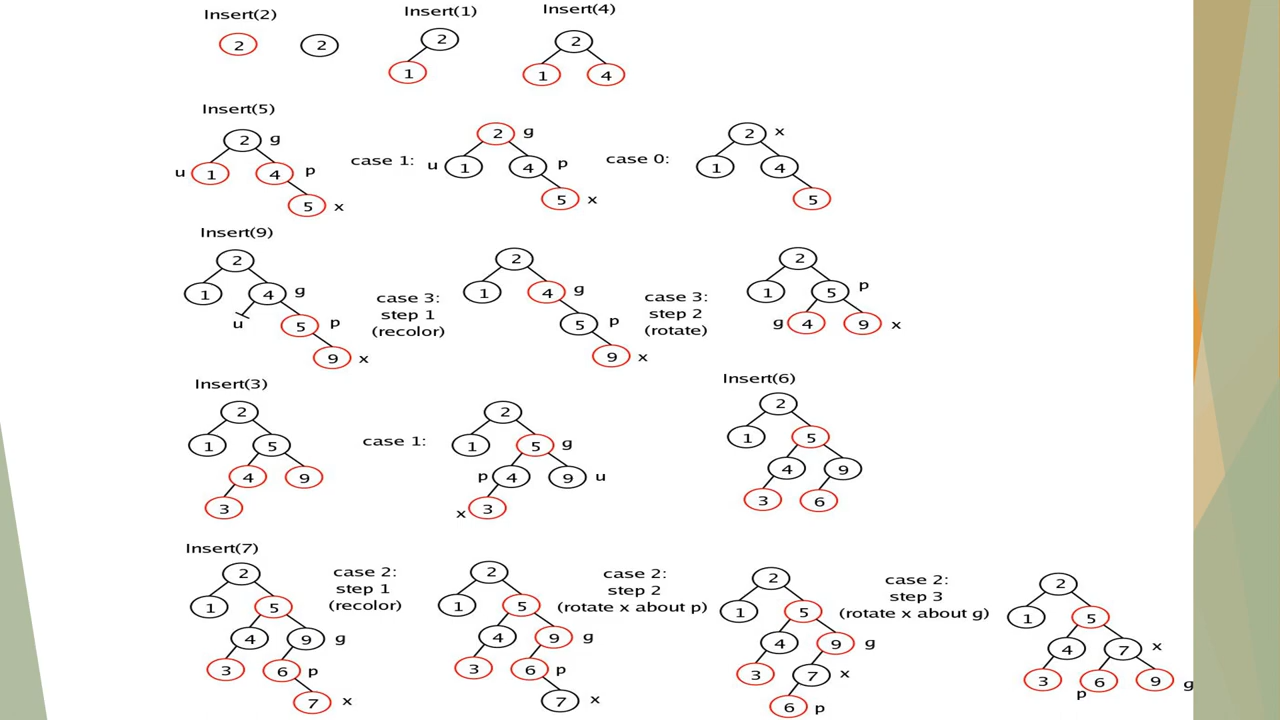 Insert(2) Insert(1) Insert(4)
2 2 2 2
1 1 4
Insert(5)
2 g 2 g 2 x
u 1 4 p case 1: u 1 4 p case 0: 1 4
5 x 5 x 5
Insert(9)
2 2 2
1 4 g 1 4 g 1 5 p
u 5 p case 3: 5 p case 3: g 4 9 x
step 1 step 2
(recolor) (rotate)
9 x 9 x
Insert(3) Insert(6)
2 2 2
1 5 case 1: 1 5 g 1 5
4 9 p 4 9 u 4 9
3 x 3 3 6
Insert(7)
2 case 2: 2 case 2: 2 case 2: 2
step 1 step 2 step 3
1 5 (recolor) 1 5 (rotate x about p) 1 5 (rotate x about g) 1 5
4 9 g 4 9 g 4 9 g 4 7 x
3 6 p 3 6 p 3 7 x 3 p 6 9 g
7 x 7 x 6 p